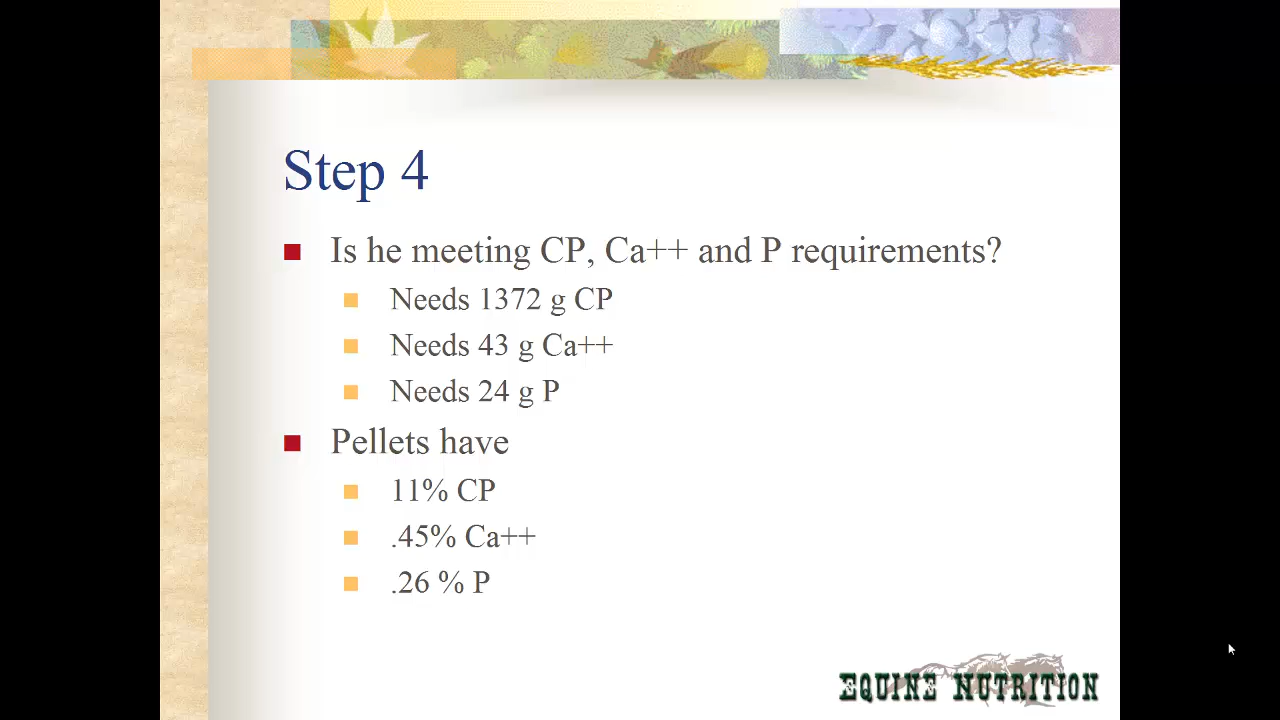 Step 4
Is he meeting CP, Ca++ and P requirements?
Needs 1372 g CP
Needs 43 g Ca++
Needs 24 g P
Pellets have
11% CP
.45% Ca++
.26 % P
EQUINE NUTRITION